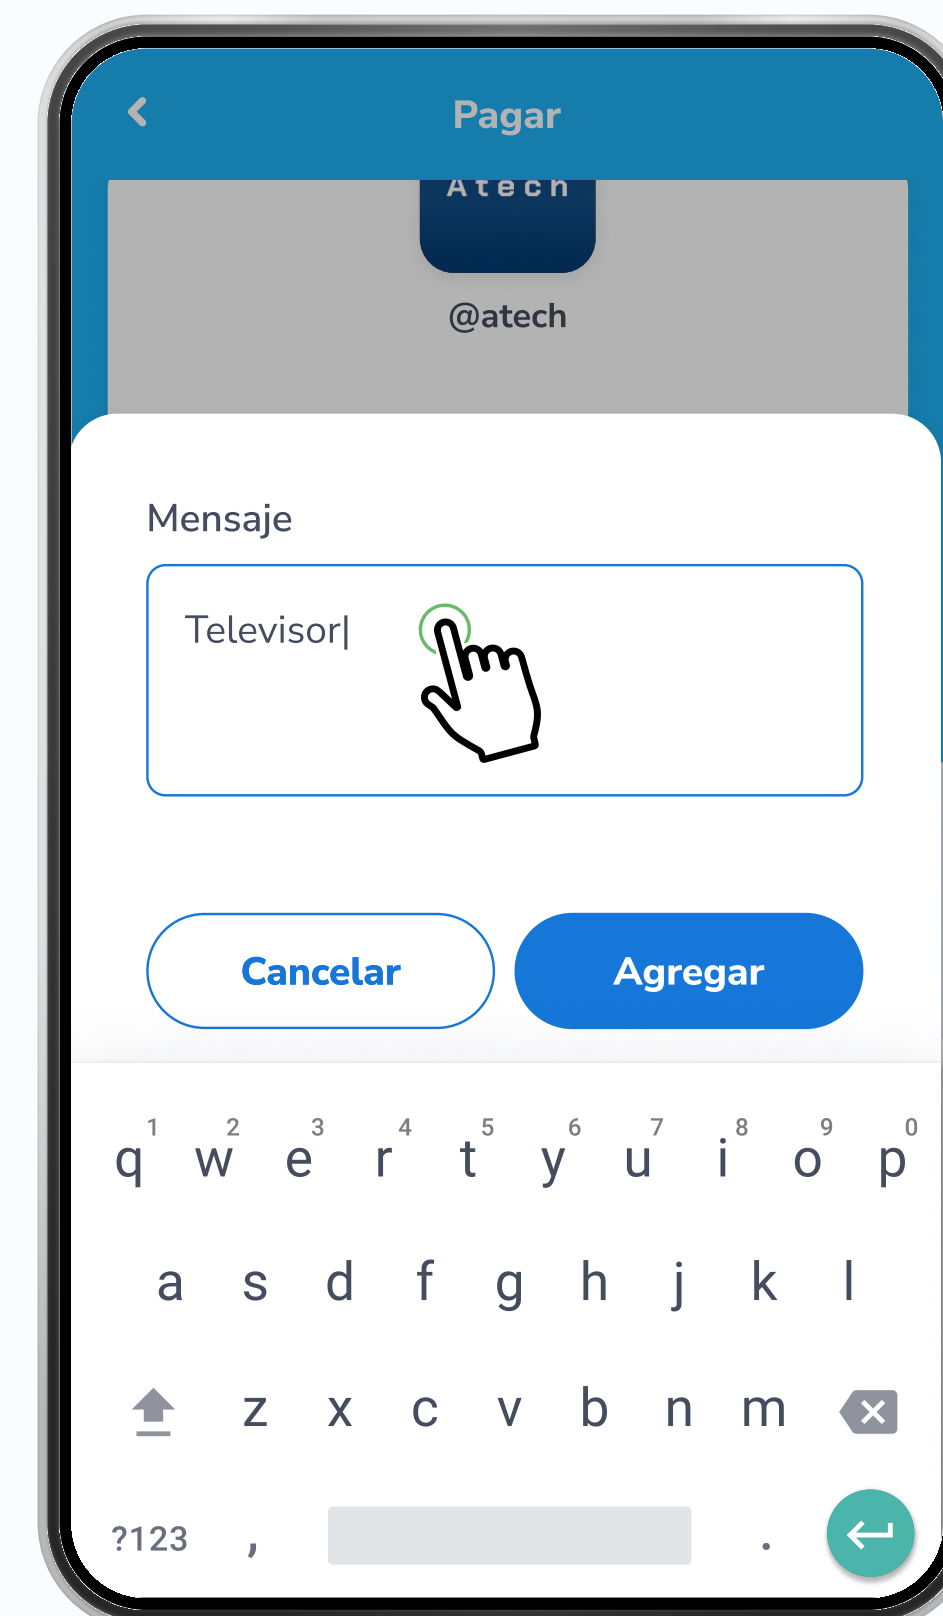 Pagar
Atech
@atech
Mensaje
Televisor
Cancelar Agregar
1 2 3 4 5 6 7 8 9 0
q w e r t y u i o p
a s d f g h j k l
z x c v b n m
?123 , .